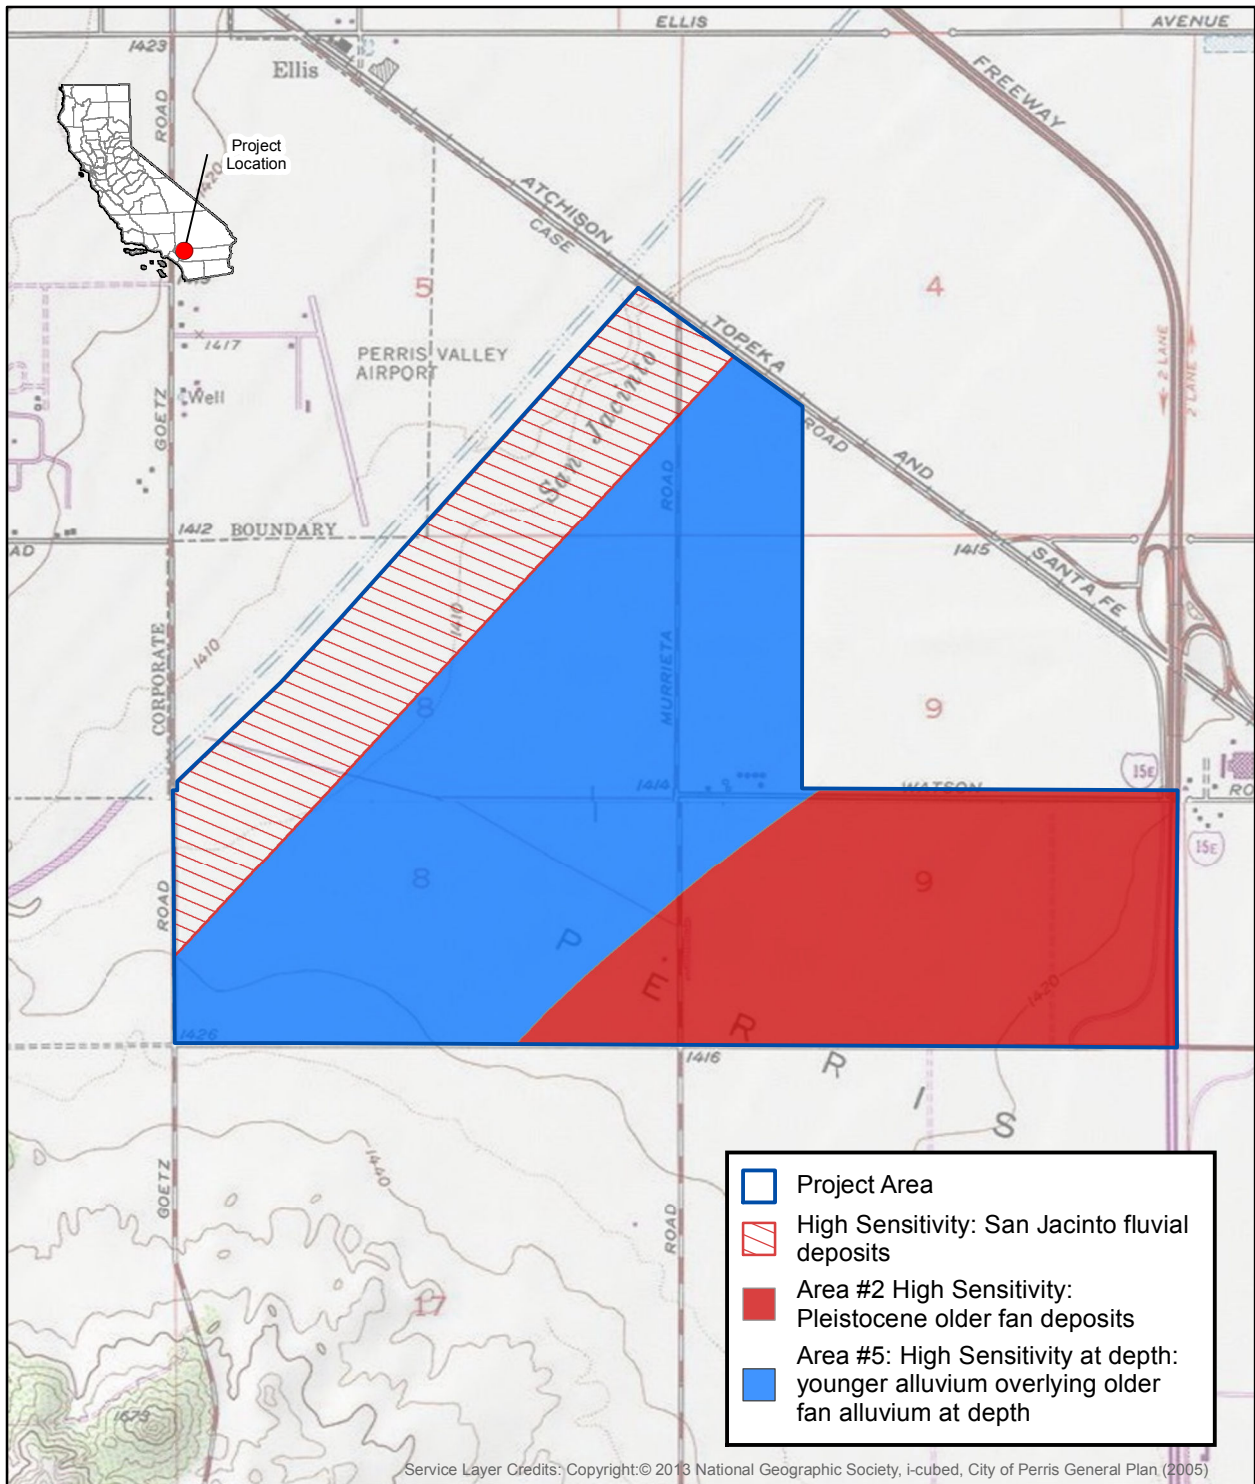 ELLIS
AVENUE
1423
Ellis
ROAD
FREEWAY
Project
Location
1420
ATCHISON
CASE
5
4
TOPEKA
1417
PERRIS VALLEY
AIRPORT
2 LANE
2 LANE
Well
San Jacinto
GOETZ
ROAD
AND
ROAD
1412
BOUNDARY
AD
1415
SANTA FE
1410
1410
CORPORATE
MURRIETA
8
9
15E
1414
WATSON
RO
15E
8
9
ROAD
PERRIS
1420
1426
1416
1440
GOETZ
ROAD
17
1673
Project Area
High Sensitivity: San Jacinto fluvial
deposits
Area #2 High Sensitivity:
Pleistocene older fan deposits
Area #5: High Sensitivity at depth:
younger alluvium overlying older
fan alluvium at depth
Service Layer Credits: Copyright:© 2013 National Geographic Society, i-cubed, City of Perris General Plan (2005)